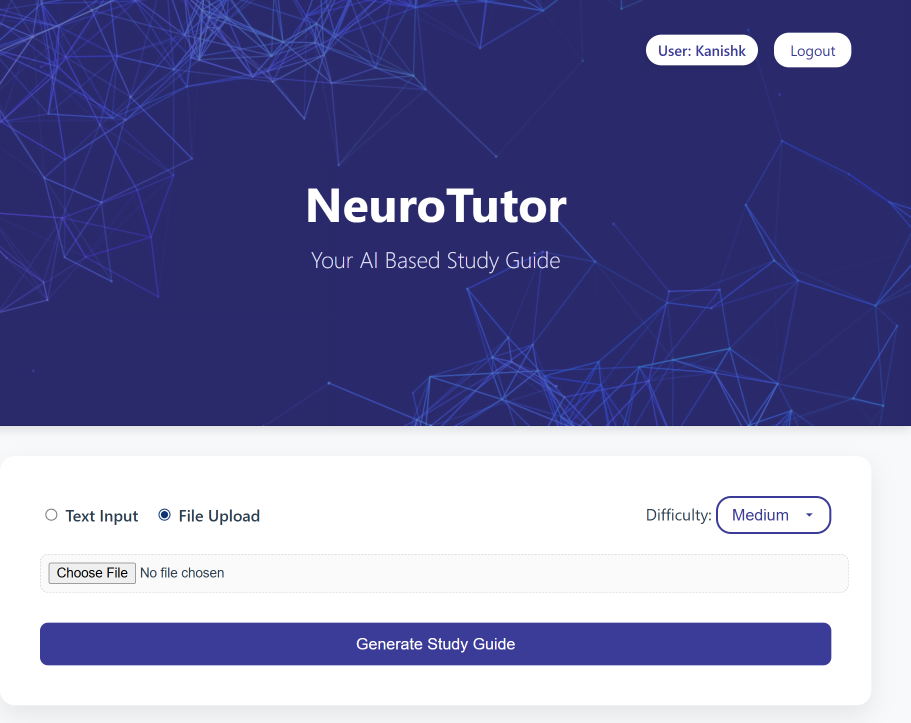 User: Kanishk Logout
NeuroTutor
Your AI Based Study Guide
Text Input File Upload Difficulty: Medium
Choose File No file chosen
Generate Study Guide